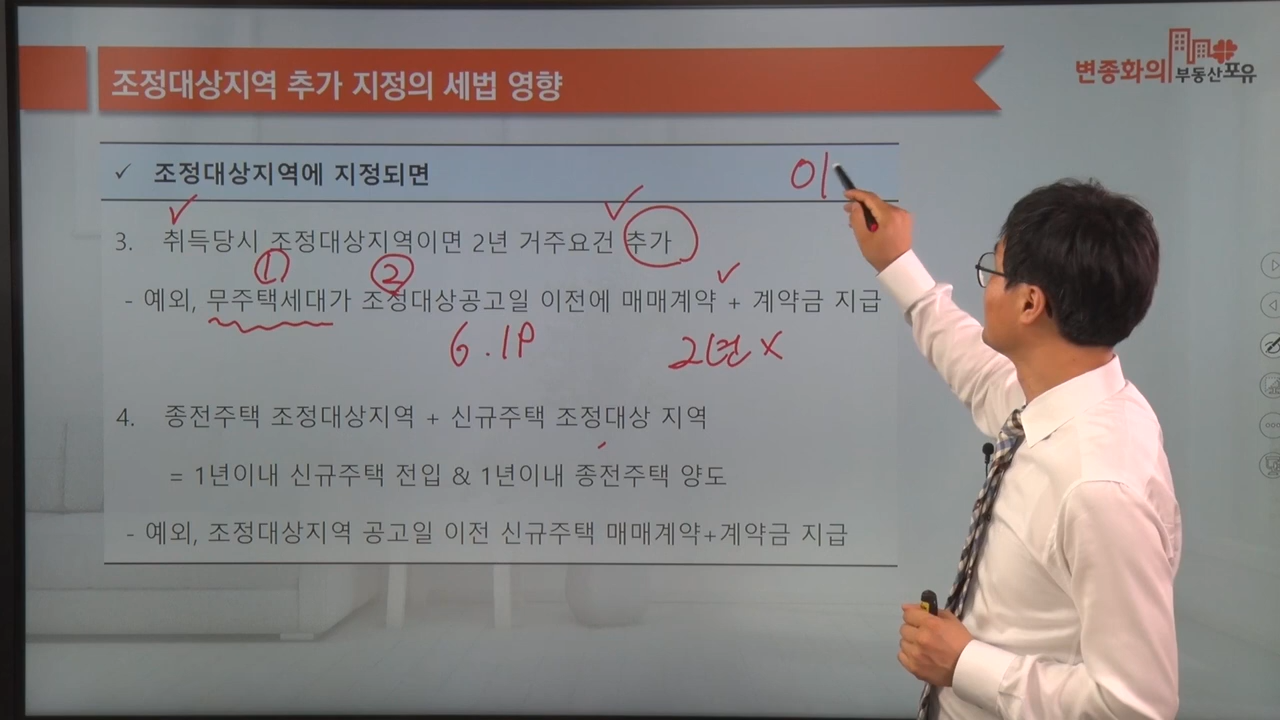 조정대상지역 추가 지정의 세법 영향
변종화의 부동산포유
✓ 조정대상지역에 지정되면
이
3. 취득당시 조정대상지역이면 2년 거주요건 추가
① ②
- 예외, 무주택세대가 조정대상공고일 이전에 매매계약 + 계약금 지급
6.19 2년 x
4. 종전주택 조정대상지역 + 신규주택 조정대상 지역
= 1년이내 신규주택 전입 & 1년이내 종전주택 양도
- 예외, 조정대상지역 공고일 이전 신규주택 매매계약+계약금 지급